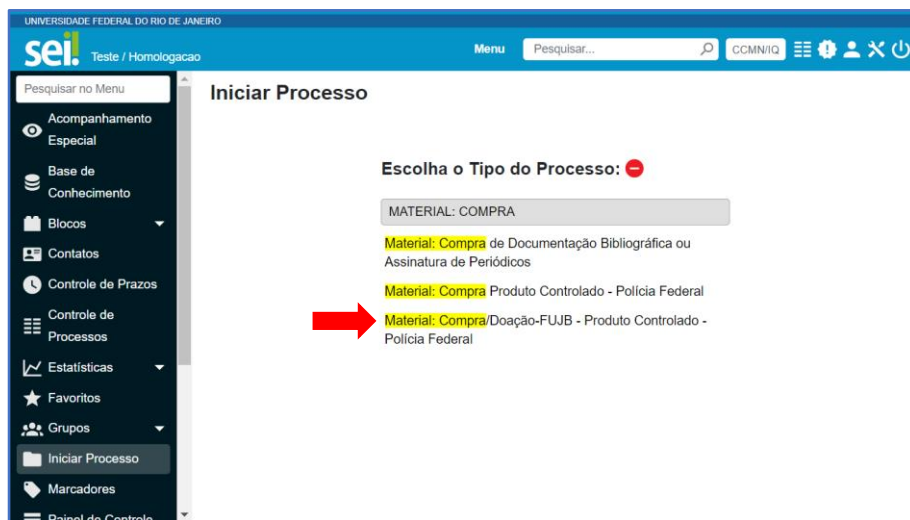 UNIVERSIDADE FEDERAL DO RIO DE JANEIRO
sei! Teste / Homologacao
Menu
Pesquisar...
CCMN/IQ
Pesquisar no Menu
Acompanhamento
Especial
Base de
Conhecimento
Blocos
Contatos
Controle de Prazos
Controle de
Processos
Estatísticas
Favoritos
Grupos
Iniciar Processo
Marcadores
Painel de Controle
Iniciar Processo
Escolha o Tipo do Processo:
MATERIAL: COMPRA
Material: Compra de Documentação Bibliográfica ou
Assinatura de Periódicos
Material: Compra Produto Controlado - Polícia Federal
Material: Compra/Doação-FUJB - Produto Controlado -
Polícia Federal